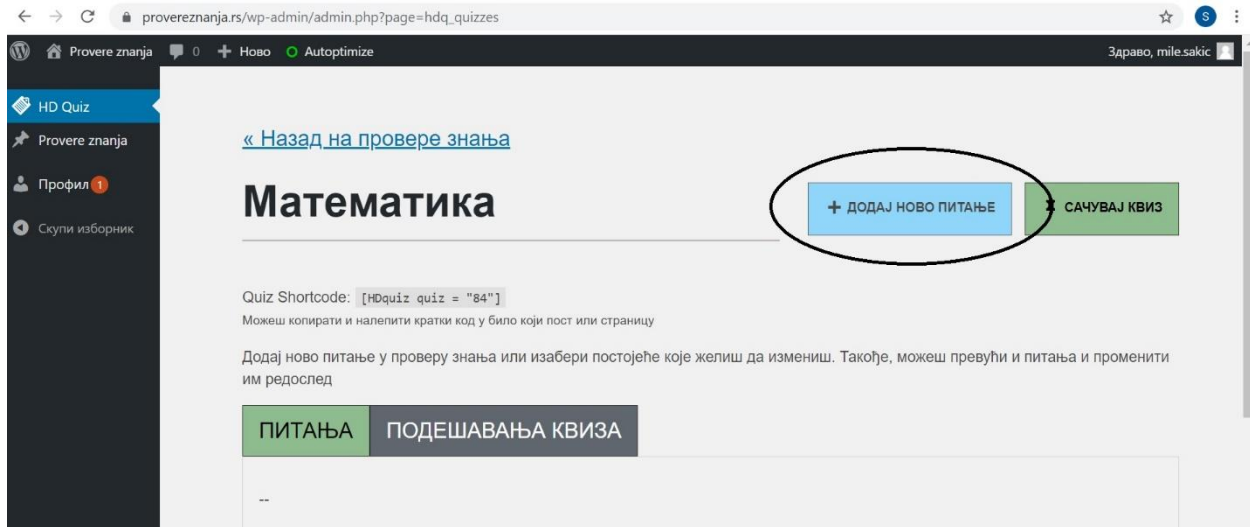 provereznanja.rs/wp-admin/admin.php?page=hdq_quizzes
S
Provere znanja 0 Ново Autoptimize Здраво, mile.sakic
HD Quiz
Provere znanja
Профил 1
Скупи изборник
« Назад на провере знања
Математика
+ ДОДАЈ НОВО ПИТАЊЕ
САЧУВАЈ КВИЗ
Quiz Shortcode: [HDquiz quiz = "84"]
Можеш копирати и налепити кратки код у било који пост или страницу
Додај ново питање у проверу знања или изабери постојеће које желиш да измениш. Такође, можеш превући и питања и променити
им редослед
ПИТАЊА ПОДЕШАВАЊА КВИЗА
--